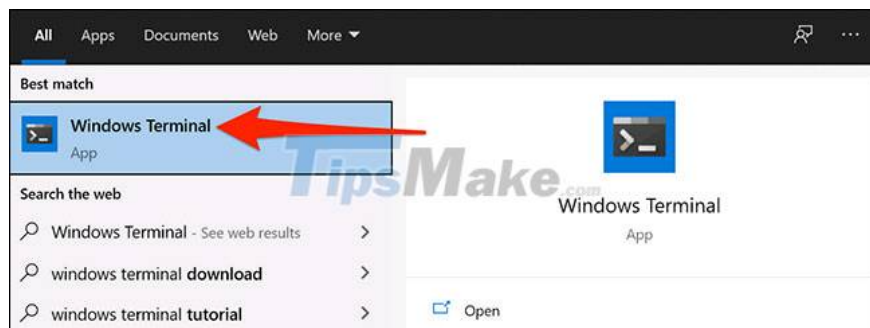 All Apps Documents Web More
Best match
Windows Terminal
App
Search the web
Windows Terminal - See web results
windows terminal download
windows terminal tutorial
TipsMake.com
Windows Terminal
App
Open